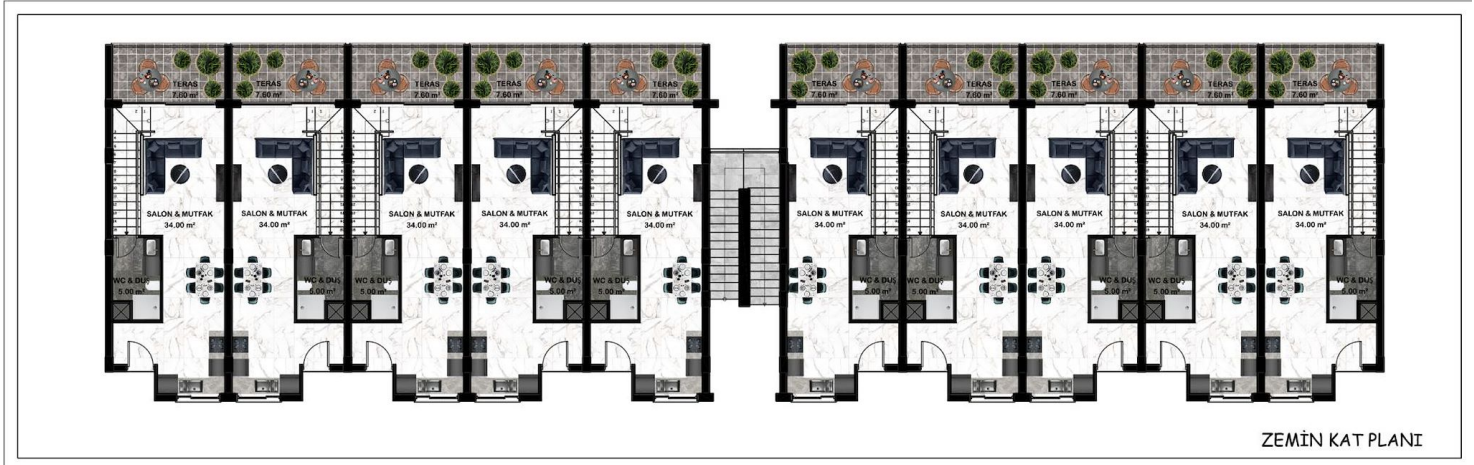 TERAS
7.60 m²
TERAS
7.60 m²
TERAS
7.60 m²
TERAS
7.60 m²
TERAS
7.60 m²
TERAS
7.60 m²
TERAS
7.60 m²
TERAS
7.60 m²
TERAS
7.60 m²
TERAS
7.60 m²
SALON & MUTFAK
34.00 m²
SALON & MUTFAK
34.00 m²
SALON & MUTFAK
34.00 m²
SALON & MUTFAK
34.00 m²
SALON & MUTFAK
34.00 m²
SALON & MUTFAK
34.00 m²
SALON & MUTFAK
34.00 m²
SALON & MUTFAK
34.00 m²
SALON & MUTFAK
34.00 m²
SALON & MUTFAK
34.00 m²
WC & DUŞ
5.00 m²
WC & DUŞ
5.00 m²
WC & DUŞ
5.00 m²
WC & DUŞ
5.00 m²
WC & DUŞ
5.00 m²
WC & DUŞ
5.00 m²
WC & DUŞ
5.00 m²
WC & DUŞ
5.00 m²
WC & DUŞ
5.00 m²
WC & DUŞ
5.00 m²
ZEMİN KAT PLANI